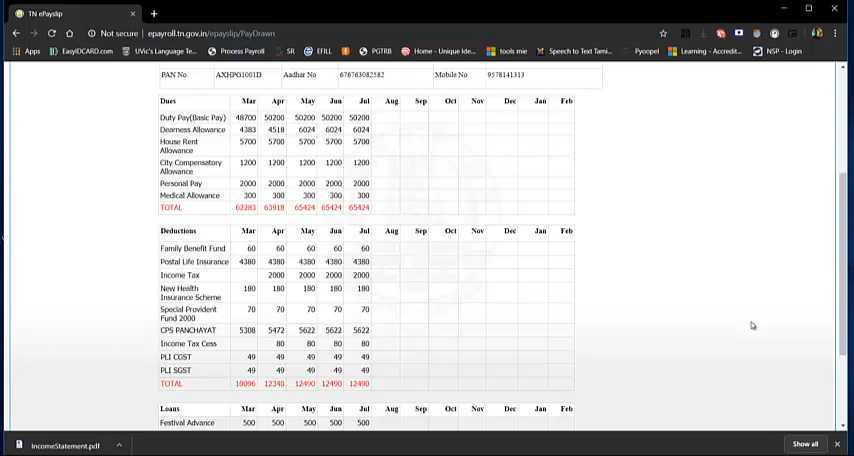 TN ePayslip
Not secure | epayroll.tn.gov.in/epayslip/PayDrawn
Apps EasyIDCARD.com UVic's Language Te... Process Payroll SR EFILL PGTRB Home - Unique Ide... tools mie Speech to Text Tami... Pyoopel Learning - Accredit... NSP - Login
PAN No. AXHPG1001D Aadhar No 676763082582 Mobile No 9578141313
Dues Mar Apr May Jun Jul Aug Sep Oct Nov Dec Jan Feb
Duty Pay(Basic Pay) 48700 50200 50200 50200 50200
Dearness Allowance 4383 4518 6024 6024 6024
House Rent Allowance 5700 5700 5700 5700 5700
City Compensatory Allowance 1200 1200 1200 1200 1200
Personal Pay 2000 2000 2000 2000 2000
Medical Allowance 300 300 300 300 300
TOTAL 62283 63918 65424 65424 65424
Deductions Mar Apr May Jun Jul Aug Sep Oct Nov Dec Jan Feb
Family Benefit Fund 60 60 60 60 60
Postal Life Insurance 4380 4380 4380 4380 4380
Income Tax 2000 2000 2000 2000
New Health Insurance Scheme 180 180 180 180 180
Special Provident Fund 2000 70 70 70 70 70
CPS PANCHAYAT 5308 5472 5622 5622 5622
Income Tax Cess 80 80 80 80
PLI CGST 49 49 49 49 49
PLI SGST 49 49 49 49 49
TOTAL 10096 12340 12490 12490 12490
Loans Mar Apr May Jun Jul Aug Sep Oct Nov Dec Jan Feb
Festival Advance 500 500 500 500 500
IncomeStatement.pdf
Show all